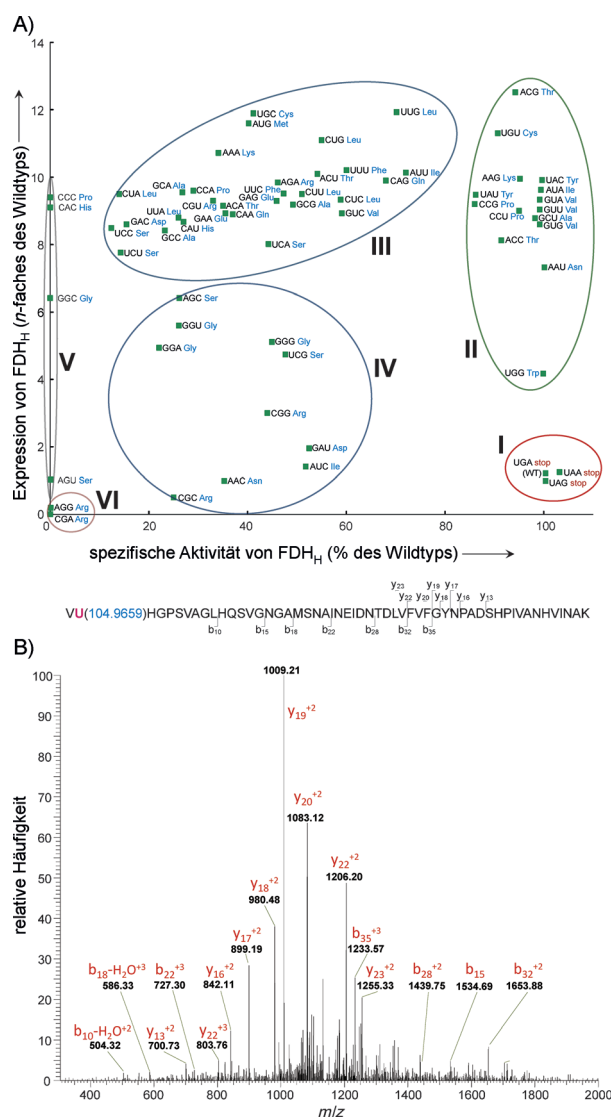 A)
Expression von FDH_H (n-faches des Wildtyps)
14
12
10
8
6
4
2
0
ACG Thr
UGC Cys
UUG Leu
AUG Met
UGU Cys
CUG Leu
AAA Lys
UUU Phe
AUU Ile
ACU Thr
CAG Gln
AAG Lys
UAC Tyr
GCA Ala
CCA Pro
UUC Phe
AGA Arg
CUA Leu
CUU Leu
AUA Ile
CCC Pro
CGU Arg
GAG Glu
CUC Leu
UAU Tyr
GUA Val
CAC His
ACA Thr
GCG Ala
CCG Pro
GUU Val
UUA Leu
GAA Glu
CAA Gln
GUC Val
CCU Pro
GCU Ala
GAC Asp
CAU His
GUG Val
UCC Ser
GCC Ala
UCU Ser
UCA Ser
ACC Thr
III
AAU Asn
GGC Gly
AGC Ser
GGU Gly
GGA Gly
GGG Gly
UCG Ser
V
IV
II
UGG Trp
CGG Arg
GAU Asp
I
AUC Ile
UGA stop
(WT)
UAA stop
UAG stop
AGU Ser
AAC Asn
VI
AGG Arg
CGC Arg
CGA Arg
0 20 40 60 80 100
spezifische Aktivität von FDH_H (% des Wildtyps)
y23 y19 y17
y22 y20 y18 y16 y13
VU(104.9659)HGPSVAGLHQSVGNGAMSNAINEIDNTDLVFVFGYNPADSHPIVANHVINAK
b10 b15 b18 b22 b28 b32 b35
B)
relative Häufigkeit
100
90
80
70
60
50
40
30
20
10
0
1009.21
y19+2
y20+2
1083.12
y22+2
1206.20
y18+2
980.48
y17+2
899.19
b35+3
1233.57
b18-H2O+3
586.33
b22+3
727.30
y16+2
842.11
y23+2
1255.33
b28+2
1439.75
b15
1534.69
b32+2
1653.88
b10-H2O+2
504.32
y13+2
700.73
y22+3
803.76
400 600 800 1000 1200 1400 1600 1800 2000
m/z